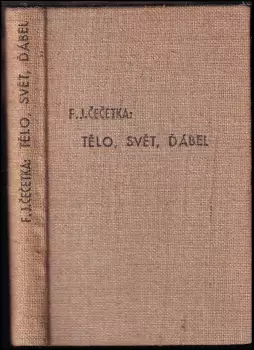 F. J. ČEČETKA: TĚLO, SVĚT, ĎÁBEL
F. J. ČEČETKA:
TĚLO, SVĚT, ĎÁBEL